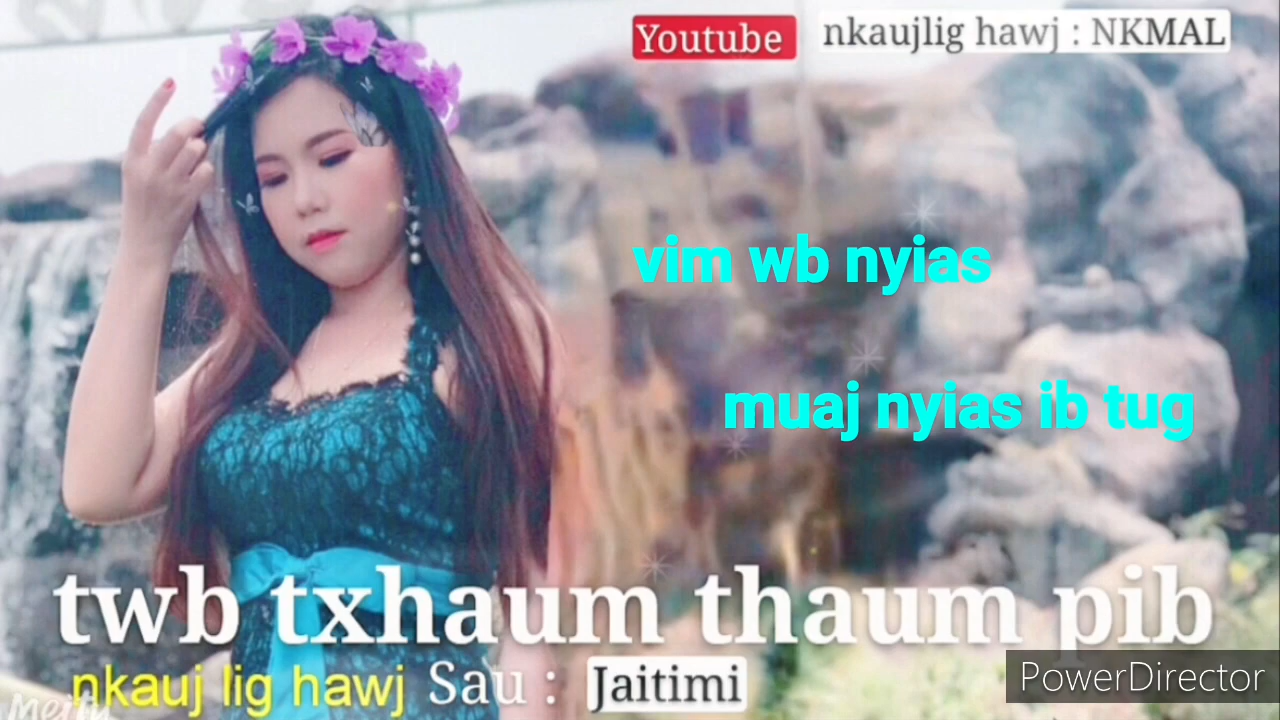 Youtube nkaujlig hawj : NKMAL
vim wb nyias
muaj nyias ib tug
twb txhaum thaum pib
nkauj lig hawj Sau : Jaitimi
PowerDirector